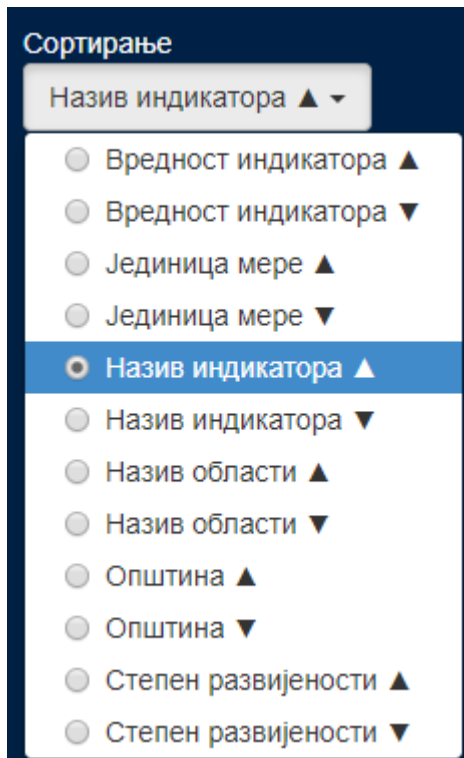 Сортирање
Назив индикатора ▲
Вредност индикатора ▲
Вредност индикатора ▼
Јединица мере ▲
Јединица мере ▼
Назив индикатора ▲
Назив индикатора ▼
Назив области ▲
Назив области ▼
Општина ▲
Општина ▼
Степен развијености ▲
Степен развијености ▼